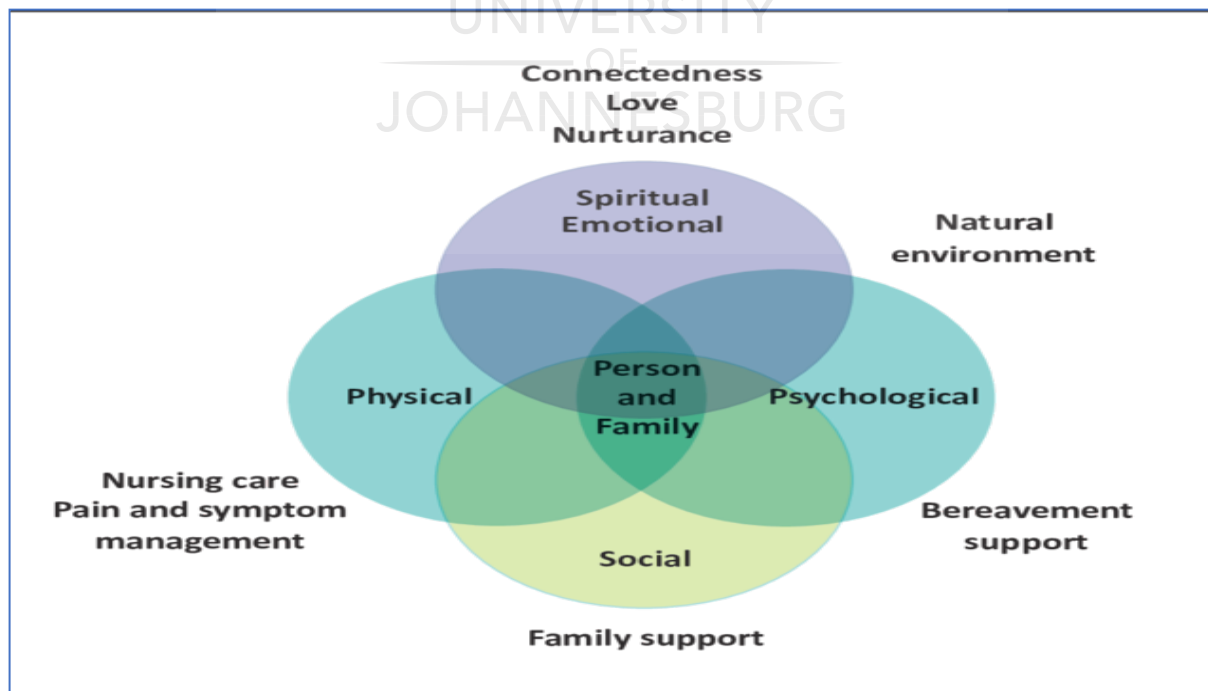 UNIVERSITY
OF
JOHANNESBURG
Connectedness
Love
Nurturance
Spiritual
Emotional
Natural
environment
Physical
Person
and
Family
Psychological
Nursing care
Pain and symptom
management
Bereavement
support
Social
Family support